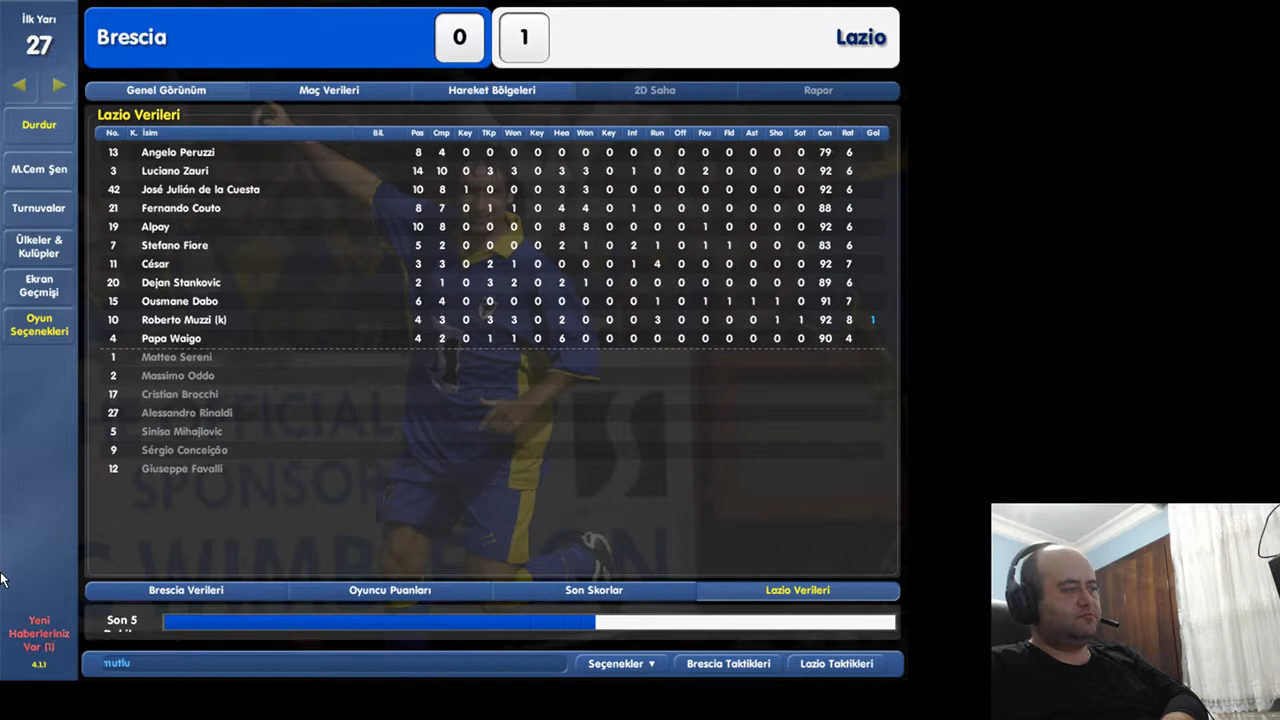 İlk Yarı
27
Durdur
M.Cem Şen
Turnuvalar
Ülkeler &
Kulüpler
Ekran
Geçmişi
Oyun
Seçenekleri
Yeni
Haberleriniz
Var (1)
4.1.1
Brescia 0 1 Lazio
Genel Görünüm Maç Verileri Hareket Bölgeleri 2D Saha Rapor
Lazio Verileri
No. K. İsim Bil. Pas Cmp Key TKp Won Key Hea Won Key Int Run Off Fou Fld Ast Sho Sot Con Rat Gol
13 Angelo Peruzzi 8 4 0 0 0 0 0 0 0 0 0 0 0 0 0 0 0 79 6
3 Luciano Zauri 14 10 0 3 3 0 3 3 0 1 0 0 2 0 0 0 0 92 6
42 José Julián de la Cuesta 10 8 1 0 0 0 3 3 0 0 0 0 0 0 0 0 0 92 6
21 Fernando Couto 8 7 0 1 1 0 4 4 0 1 0 0 0 0 0 0 0 88 6
19 Alpay 10 8 0 0 0 0 8 8 0 0 0 0 1 0 0 0 0 92 6
7 Stefano Fiore 5 2 0 0 0 0 2 1 0 2 1 0 1 1 0 0 0 83 6
11 César 3 3 0 2 1 0 0 0 0 1 4 0 0 0 0 0 0 92 7
20 Dejan Stankovic 2 1 0 3 2 0 2 1 0 0 0 0 0 0 0 0 0 89 6
15 Ousmane Dabo 6 4 0 0 0 0 0 0 0 0 1 0 1 1 1 1 0 91 7
10 Roberto Muzzi (k) 4 3 0 3 3 0 2 0 0 0 3 0 0 0 0 1 1 92 8 1
4 Papa Waigo 4 2 0 1 1 0 6 0 0 0 0 0 0 0 0 0 0 90 4
1 Matteo Sereni
2 Massimo Oddo
17 Cristian Brocchi
27 Alessandro Rinaldi
5 Sinisa Mihajlovic
9 Sérgio Conceição
12 Giuseppe Favalli
OFFICIAL
SPONSOR
WIMB
Brescia Verileri Oyuncu Puanları Son Skorlar Lazio Verileri
Son 5
mutlu Seçenekler ▼ Brescia Taktikleri Lazio Taktikleri